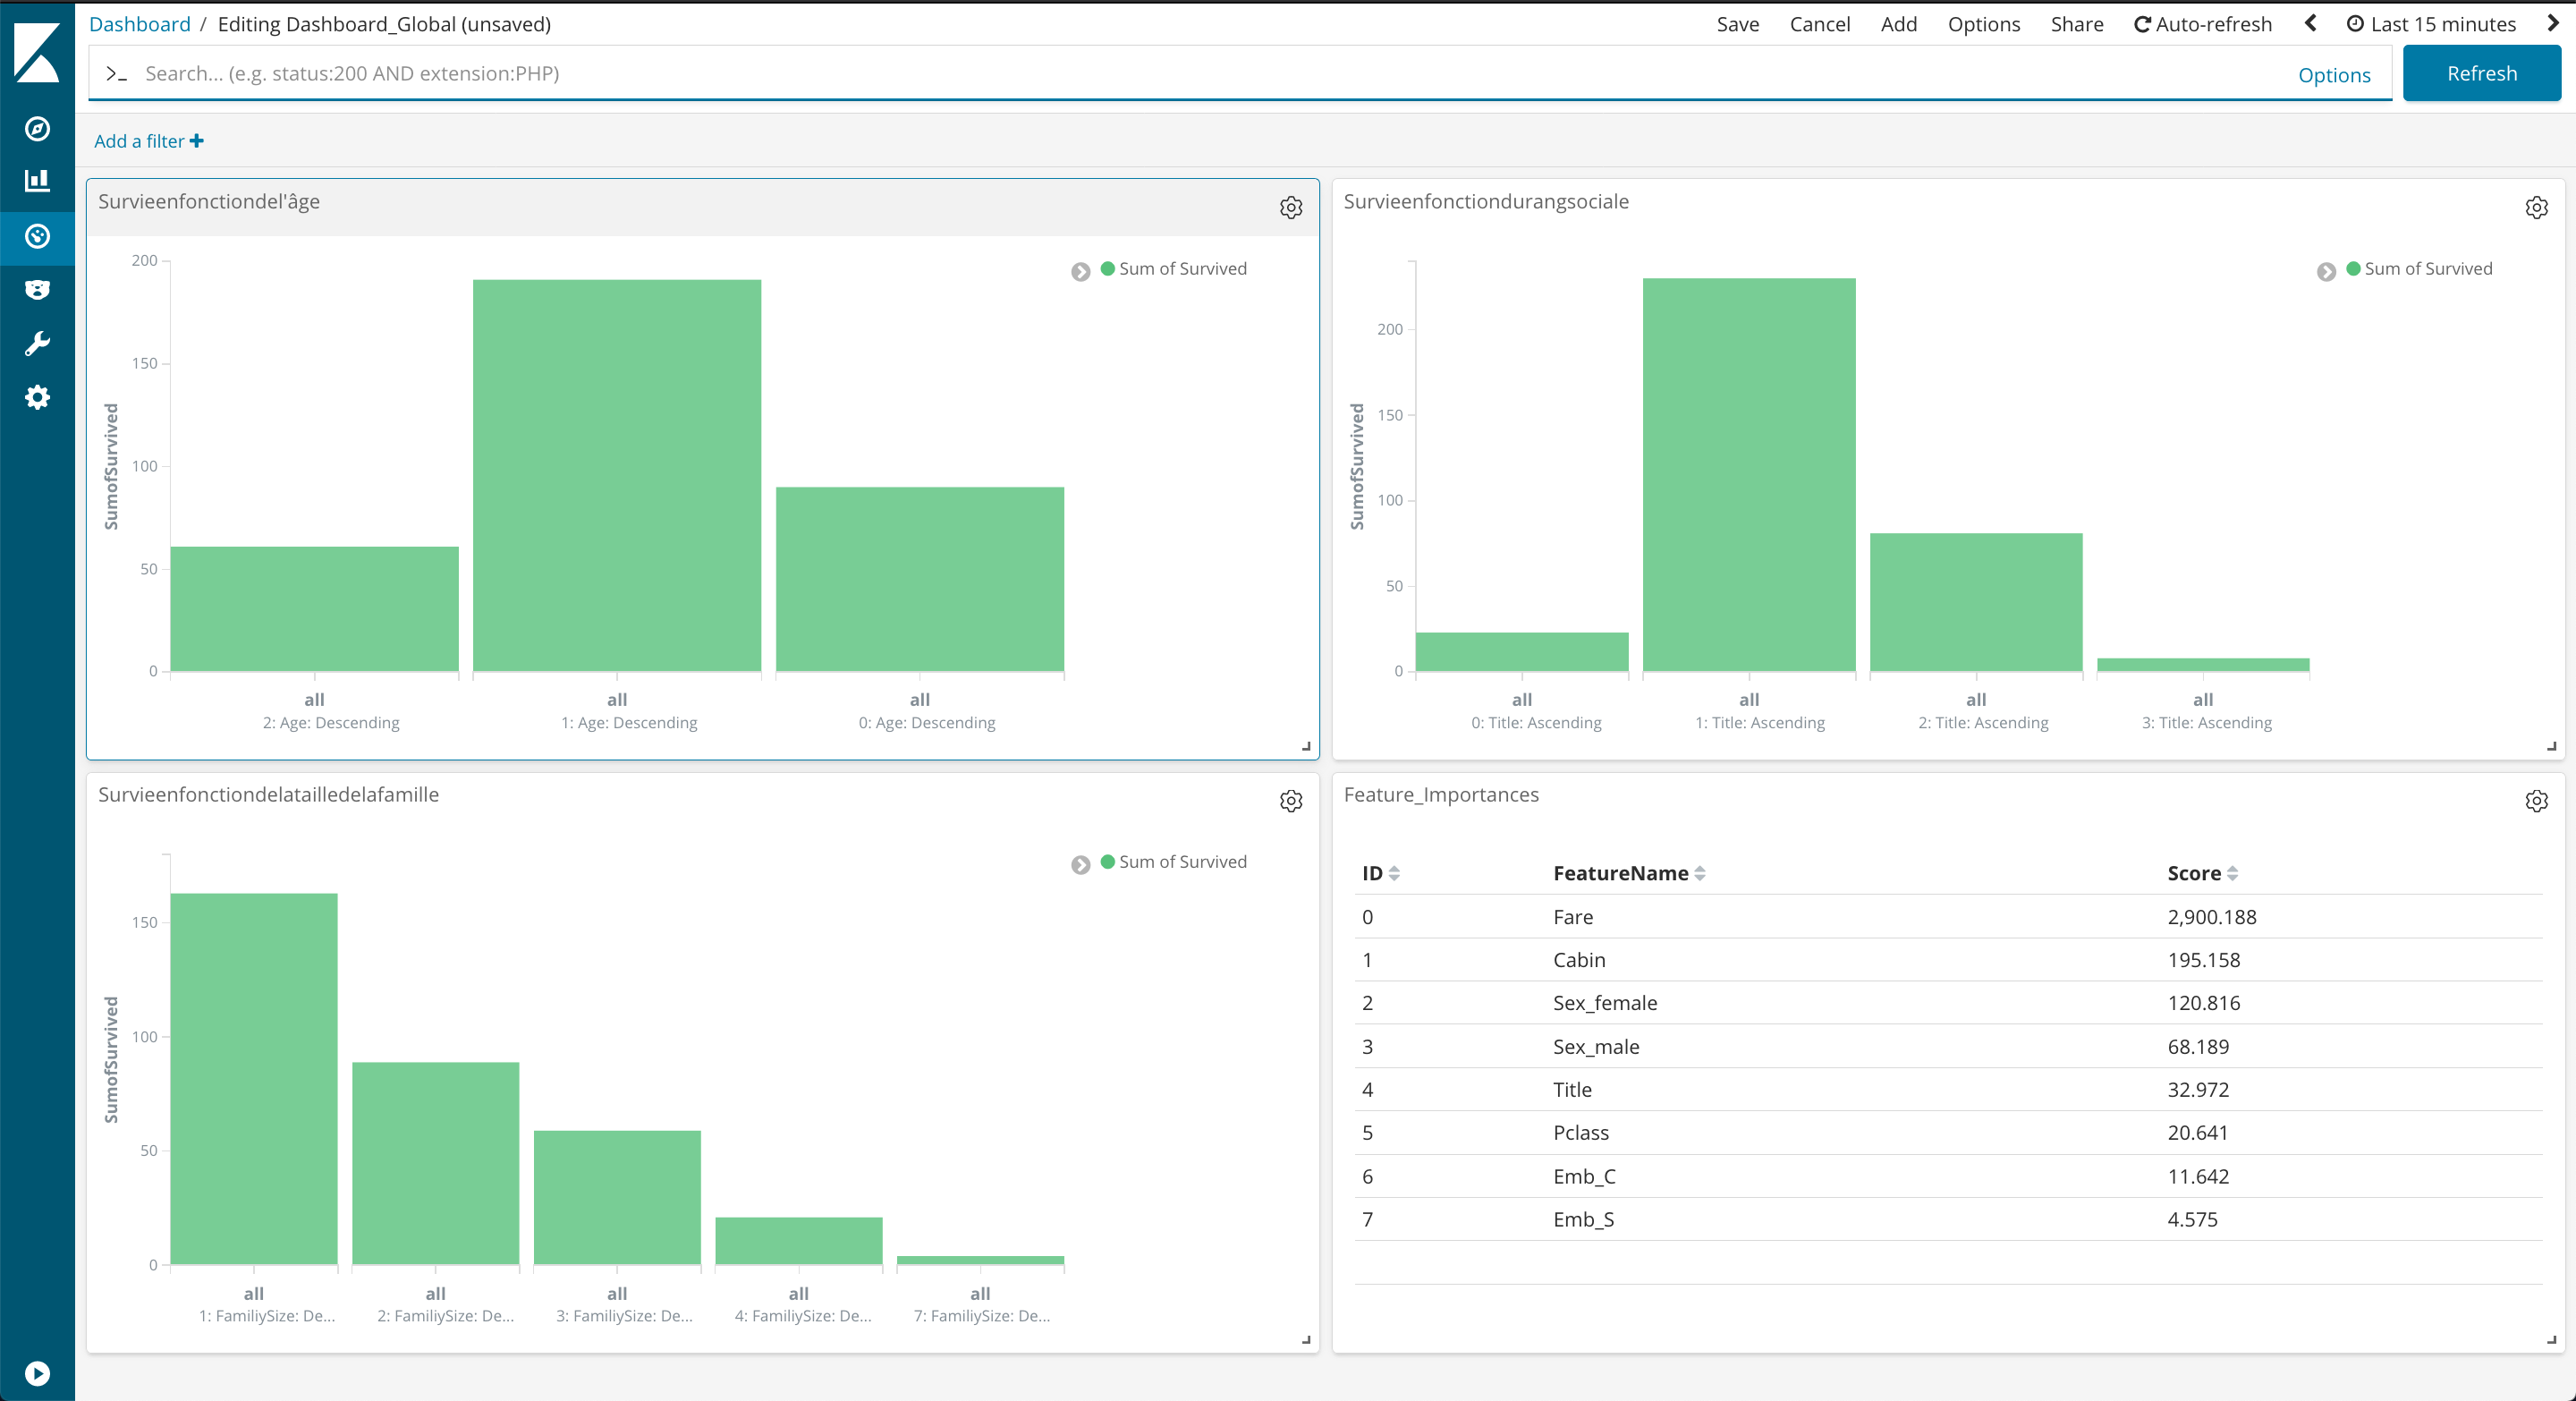 Dashboard / Editing Dashboard_Global (unsaved)
Save Cancel Add Options Share Auto-refresh Last 15 minutes
>_ Search... (e.g. status:200 AND extension:PHP) Options Refresh
Add a filter +
Survieenfonctiondel'âge
Sum of Survived
SumofSurvived
200
150
100
50
0
all all all
2: Age: Descending 1: Age: Descending 0: Age: Descending
Survieenfonctiondurangsociale
Sum of Survived
SumofSurvived
200
150
100
50
0
all all all all
0: Title: Ascending 1: Title: Ascending 2: Title: Ascending 3: Title: Ascending
Survieenfonctiondelatailledelafamille
Sum of Survived
SumofSurvived
150
100
50
0
all all all all all
1: FamiliySize: De... 2: FamiliySize: De... 3: FamiliySize: De... 4: FamiliySize: De... 7: FamiliySize: De...
Feature_Importances
ID FeatureName Score
0 Fare 2,900.188
1 Cabin 195.158
2 Sex_female 120.816
3 Sex_male 68.189
4 Title 32.972
5 Pclass 20.641
6 Emb_C 11.642
7 Emb_S 4.575